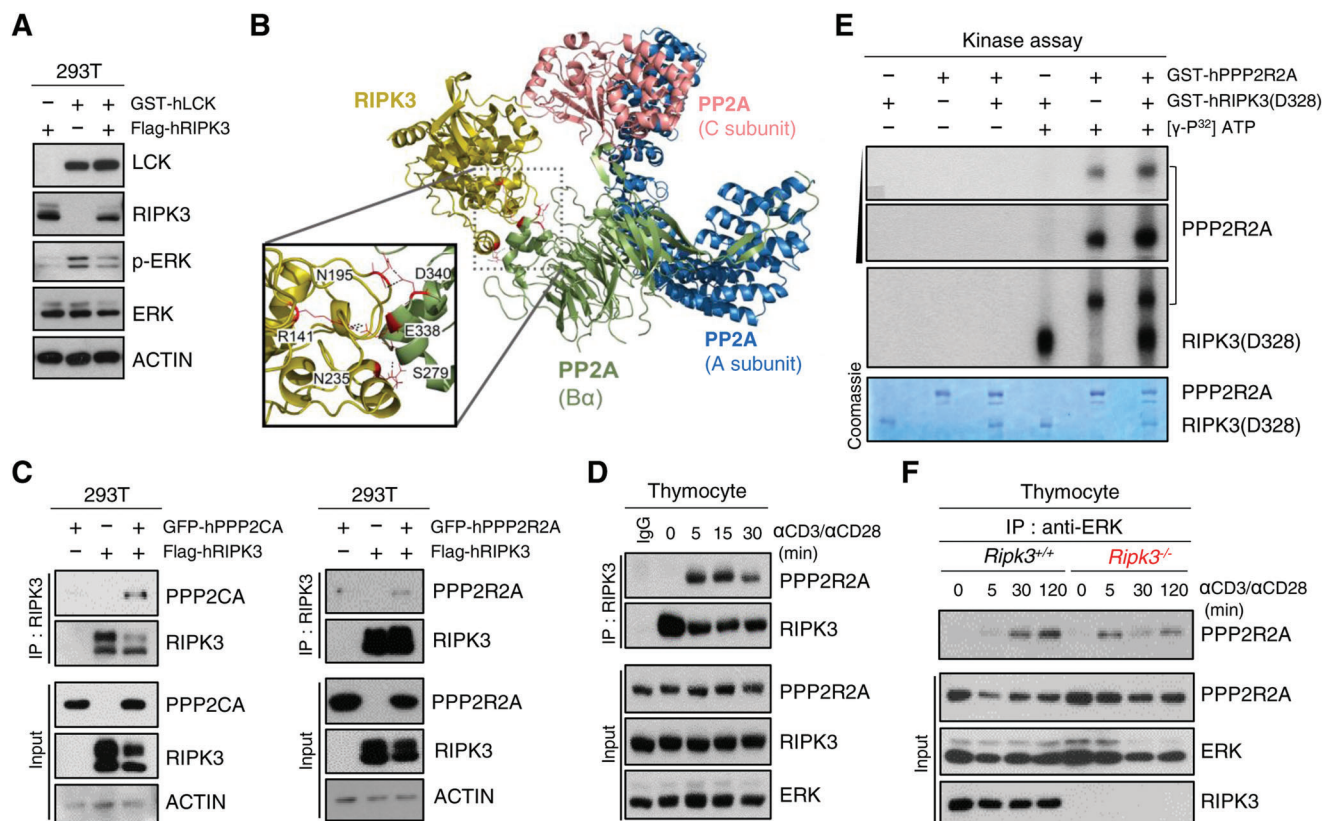 A
293T
− + + GST-hLCK
+ − + Flag-hRIPK3
LCK
RIPK3
p-ERK
ERK
ACTIN
B
RIPK3
PP2A
(C subunit)
PP2A
(A subunit)
PP2A
(Bα)
N195
D340
R141
E338
S279
N235
E
Kinase assay
− + + − + + GST-hPPP2R2A
+ − + + − + GST-hRIPK3(D328)
− − − + + + [γ-P³²] ATP
PPP2R2A
RIPK3(D328)
Coomassie
PPP2R2A
RIPK3(D328)
C
293T
+ − + GFP-hPPP2CA
− + + Flag-hRIPK3
IP : RIPK3
PPP2CA
RIPK3
Input
PPP2CA
RIPK3
ACTIN
293T
+ − + GFP-hPPP2R2A
− + + Flag-hRIPK3
IP : RIPK3
PPP2R2A
RIPK3
Input
PPP2R2A
RIPK3
ACTIN
D
Thymocyte
IgG 0 5 15 30 αCD3/αCD28
(min)
IP : RIPK3
PPP2R2A
RIPK3
Input
PPP2R2A
RIPK3
ERK
F
Thymocyte
IP : anti-ERK
Ripk3⁺/⁺ Ripk3⁻/⁻
0 5 30 120 0 5 30 120 αCD3/αCD28
(min)
PPP2R2A
Input
PPP2R2A
ERK
RIPK3